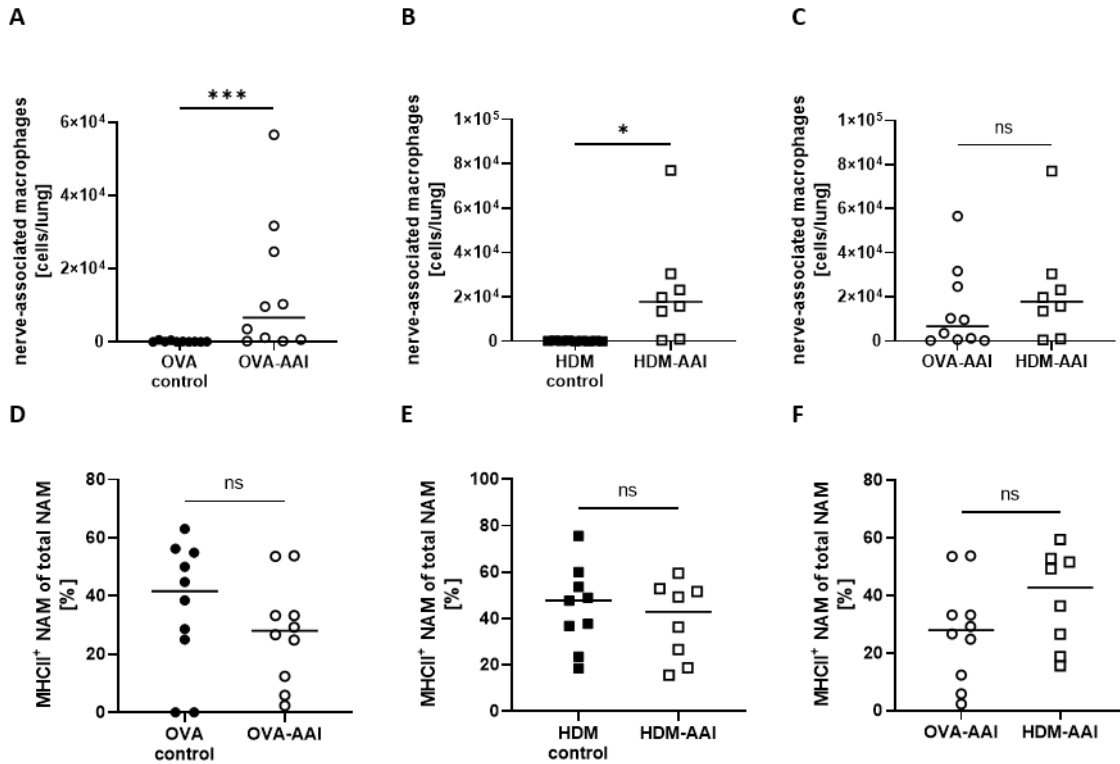 A
B
C
nerve-associated macrophages
[cells/lung]
6×10⁴
4×10⁴
2×10⁴
0
***
OVA
control
OVA-AAI
nerve-associated macrophages
[cells/lung]
1×10⁵
8×10⁴
6×10⁴
4×10⁴
2×10⁴
0
*
HDM
control
HDM-AAI
nerve-associated macrophages
[cells/lung]
1×10⁵
8×10⁴
6×10⁴
4×10⁴
2×10⁴
0
ns
OVA-AAI
HDM-AAI
D
E
F
MHCII⁺ NAM of total NAM
[%]
80
60
40
20
0
ns
OVA
control
OVA-AAI
MHCII⁺ NAM of total NAM
[%]
100
80
60
40
20
0
ns
HDM
control
HDM-AAI
MHCII⁺ NAM of total NAM
[%]
80
60
40
20
0
ns
OVA-AAI
HDM-AAI